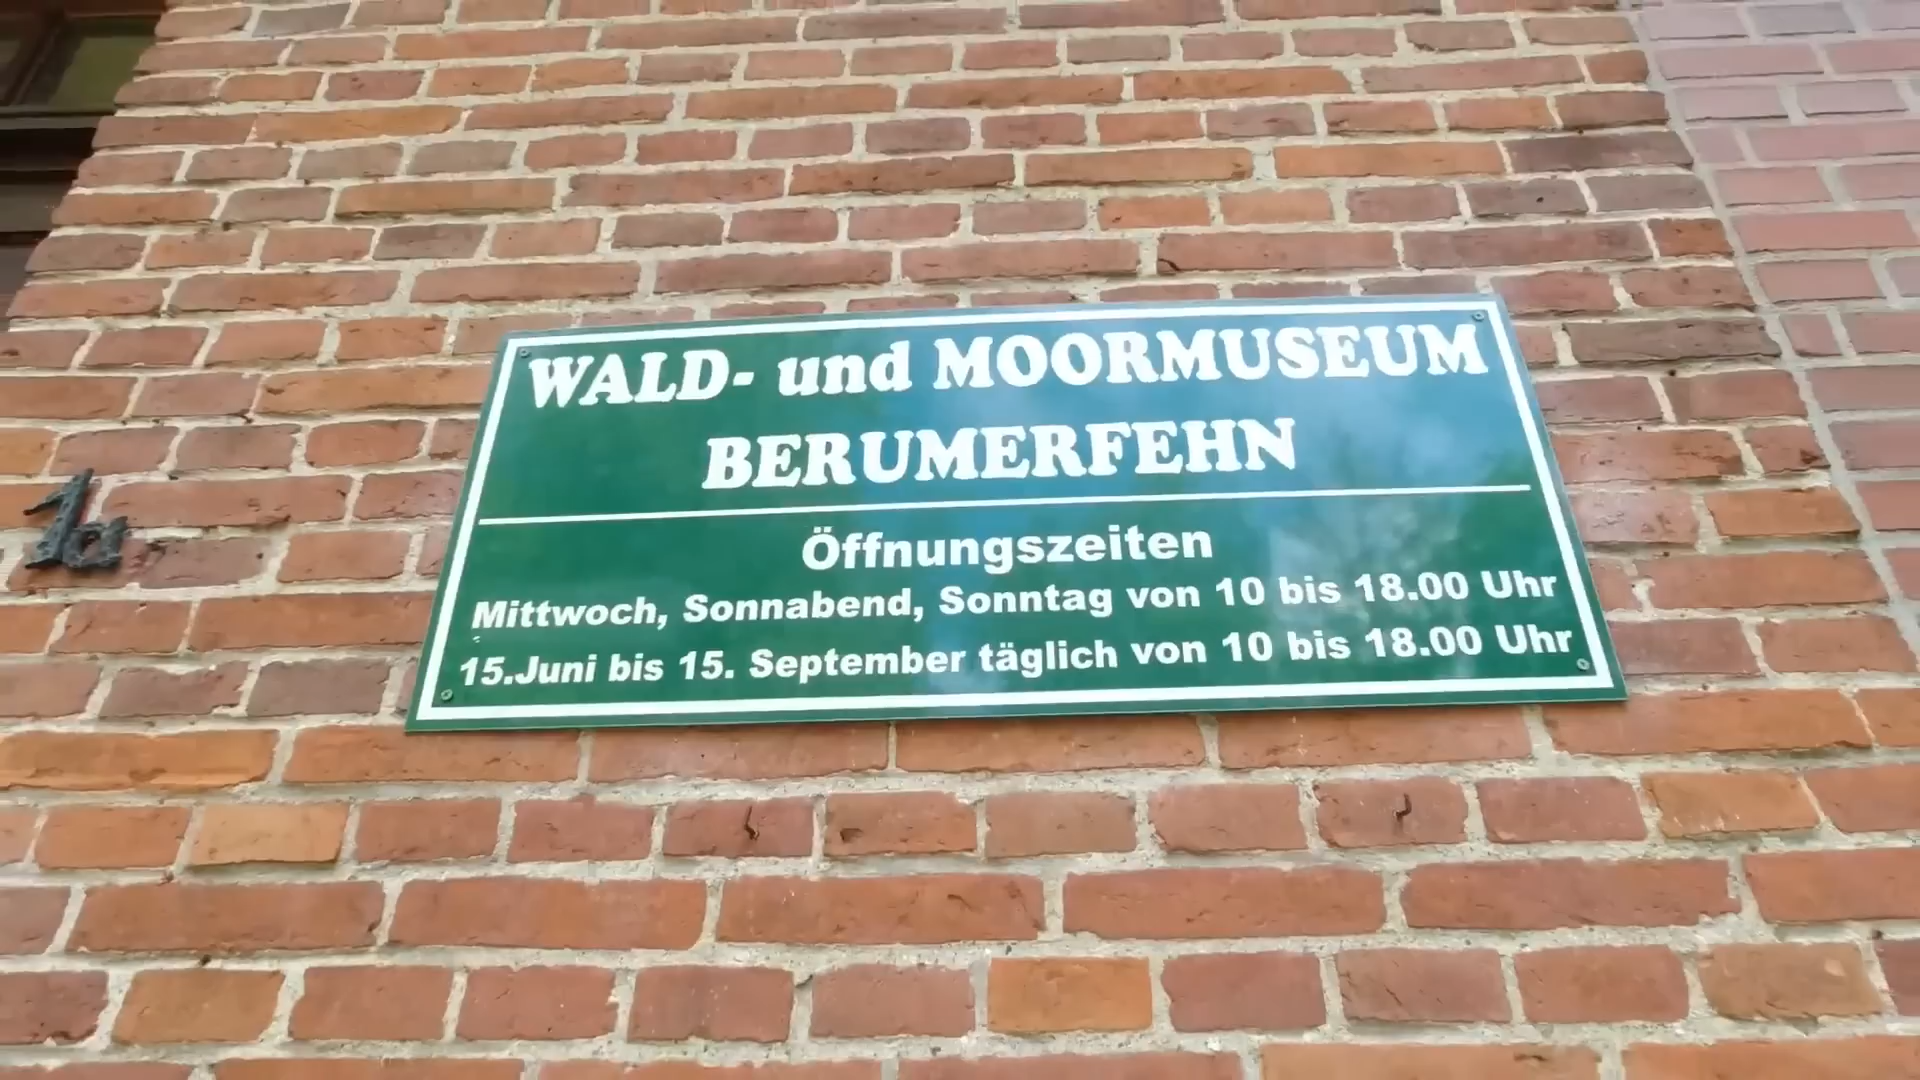 WALD- und MOORMUSEUM
BERUMERFEHN
Öffnungszeiten
Mittwoch, Sonnabend, Sonntag von 10 bis 18.00 Uhr
15.Juni bis 15. September täglich von 10 bis 18.00 Uhr
1a